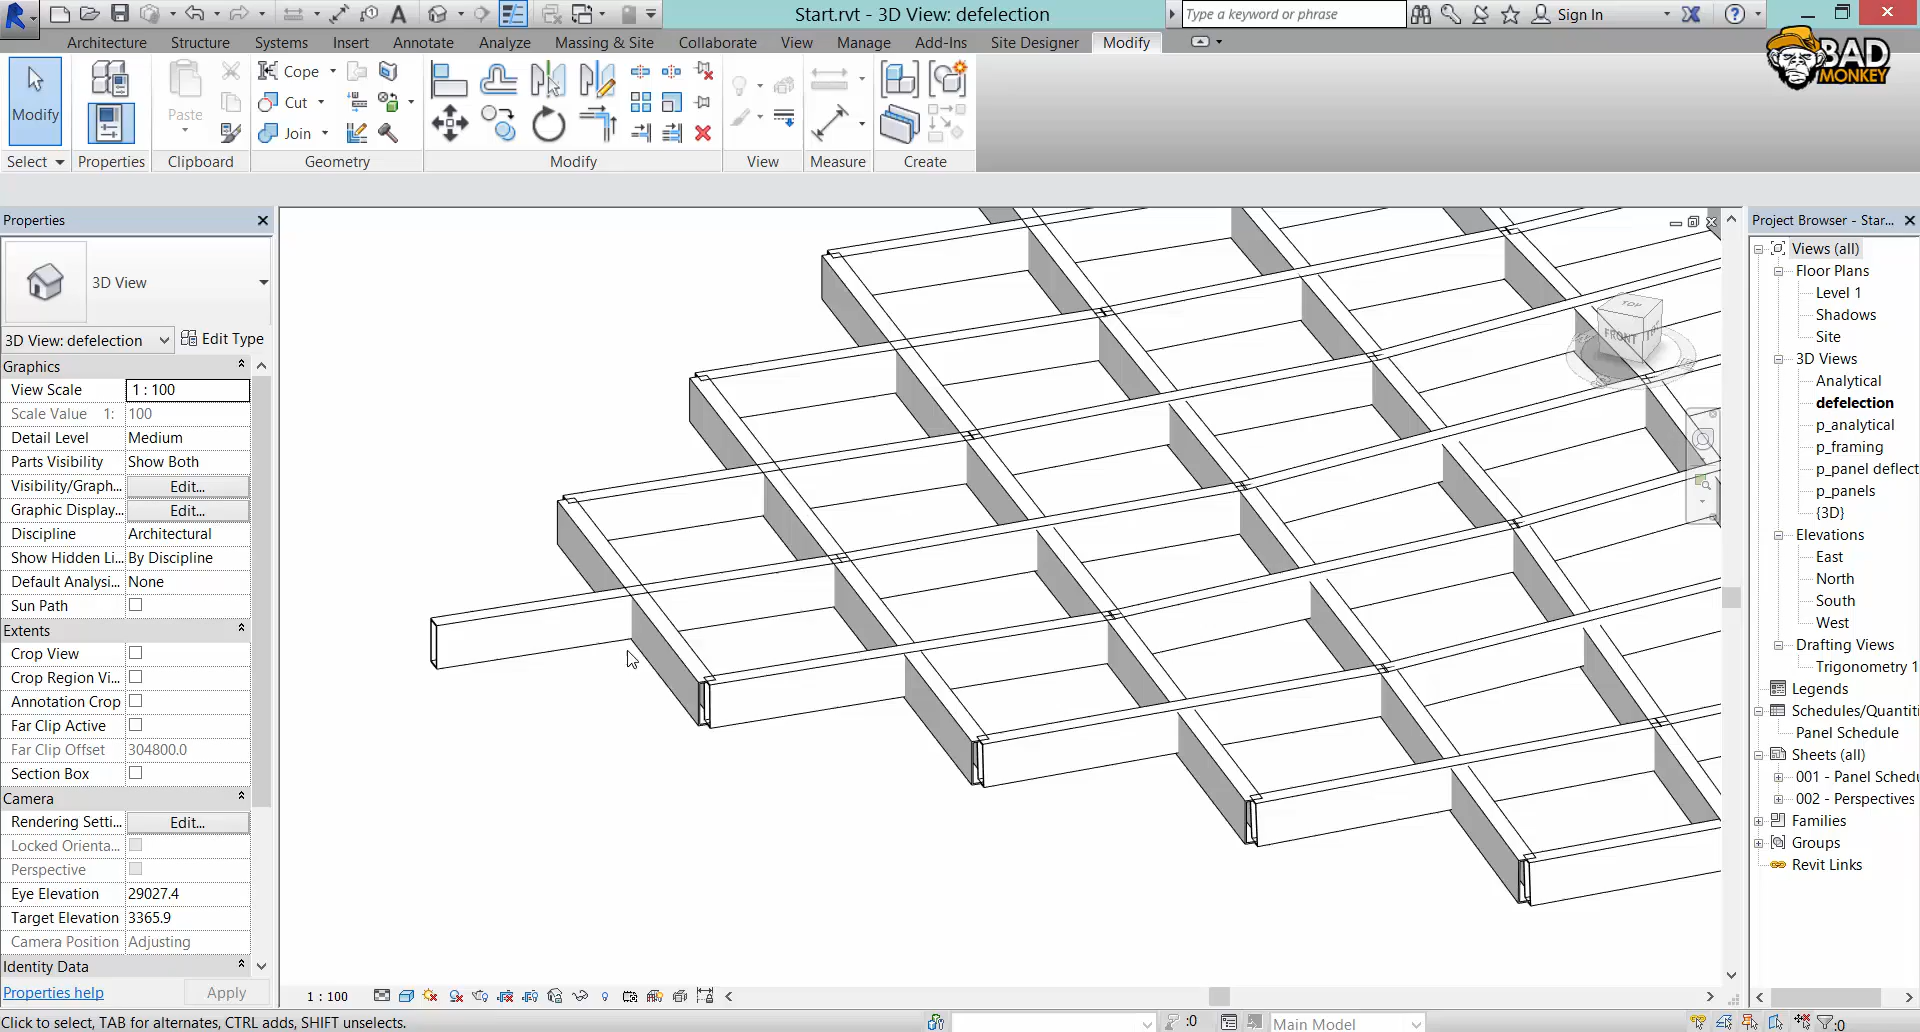 Start.rvt - 3D View: defelection
Type a keyword or phrase
Sign In
Architecture Structure Systems Insert Annotate Analyze Massing & Site Collaborate View Manage Add-Ins Site Designer Modify
BAD
MONKEY
Modify
Paste
Cope
Cut
Join
Select Properties Clipboard Geometry Modify View Measure Create
Properties
3D View
3D View: defelection Edit Type
Graphics
View Scale 1 : 100
Scale Value 1: 100
Detail Level Medium
Parts Visibility Show Both
Visibility/Graph... Edit...
Graphic Display... Edit...
Discipline Architectural
Show Hidden Li... By Discipline
Default Analysi... None
Sun Path
Extents
Crop View
Crop Region Vi...
Annotation Crop
Far Clip Active
Far Clip Offset 304800.0
Section Box
Camera
Rendering Setti... Edit...
Locked Orienta...
Perspective
Eye Elevation 29027.4
Target Elevation 3365.9
Camera Position Adjusting
Identity Data
Properties help Apply
TOP
FRONT
1 : 100
Project Browser - Star...
Views (all)
Floor Plans
Level 1
Shadows
Site
3D Views
Analytical
defelection
p_analytical
p_framing
p_panel deflect
p_panels
{3D}
Elevations
East
North
South
West
Drafting Views
Trigonometry 1
Legends
Schedules/Quantiti
Panel Schedule
Sheets (all)
001 - Panel Schedu
002 - Perspectives
Families
Groups
Revit Links
Click to select, TAB for alternates, CTRL adds, SHIFT unselects.
:0
Main Model
:0